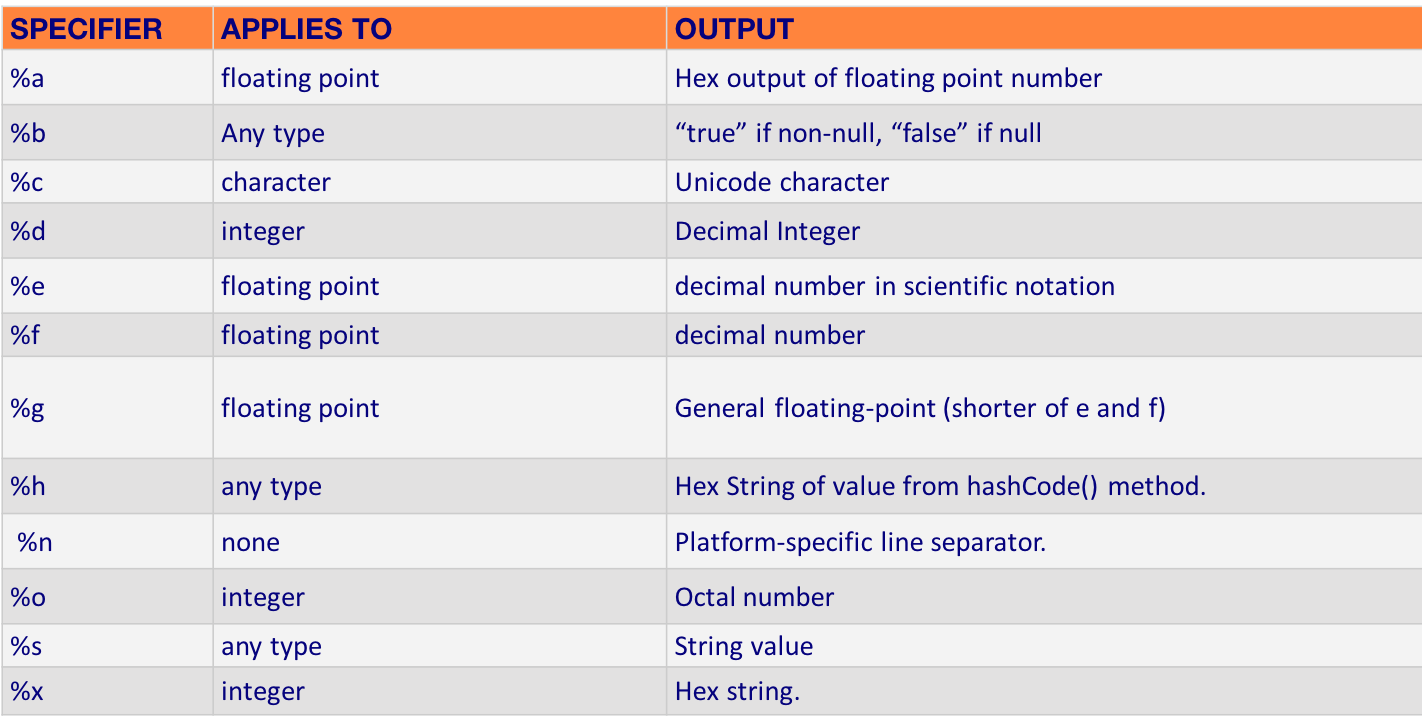 SPECIFIER APPLIES TO OUTPUT
%a floating point Hex output of floating point number
%b Any type “true” if non-null, “false” if null
%c character Unicode character
%d integer Decimal Integer
%e floating point decimal number in scientific notation
%f floating point decimal number
%g floating point General floating-point (shorter of e and f)
%h any type Hex String of value from hashCode() method.
%n none Platform-specific line separator.
%o integer Octal number
%s any type String value
%x integer Hex string.